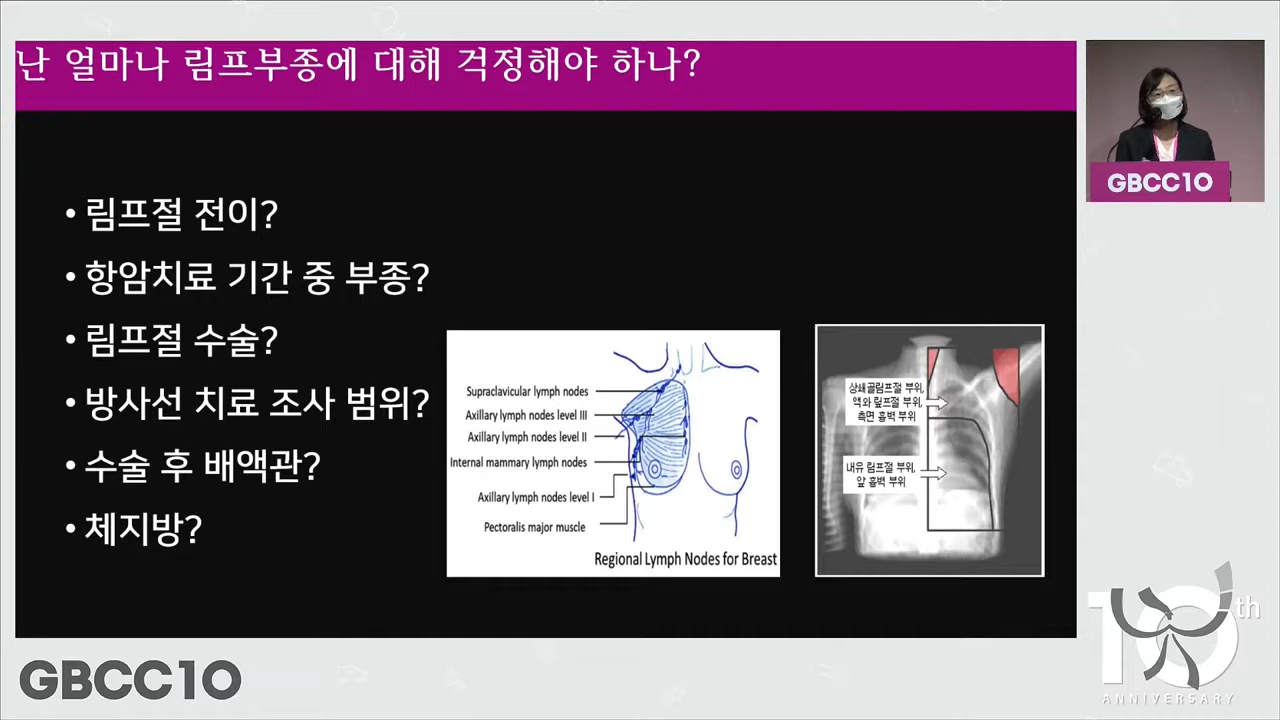 난 얼마나 림프부종에 대해 걱정해야 하나?
• 림프절 전이?
• 항암치료 기간 중 부종?
• 림프절 수술?
• 방사선 치료 조사 범위?
• 수술 후 배액관?
• 체지방?
Supraclavicular lymph nodes
Axillary lymph nodes level III
Axillary lymph nodes level II
Internal mammary lymph nodes
Axillary lymph nodes level I
Pectoralis major muscle
Regional Lymph Nodes for Breast
상쇄골림프절 부위,
액와 림프절 부위,
측면 흉벽 부위
내유 림프절 부위,
앞 흉벽 부위
GBCC10
GBCC10
10th
ANNIVERSARY